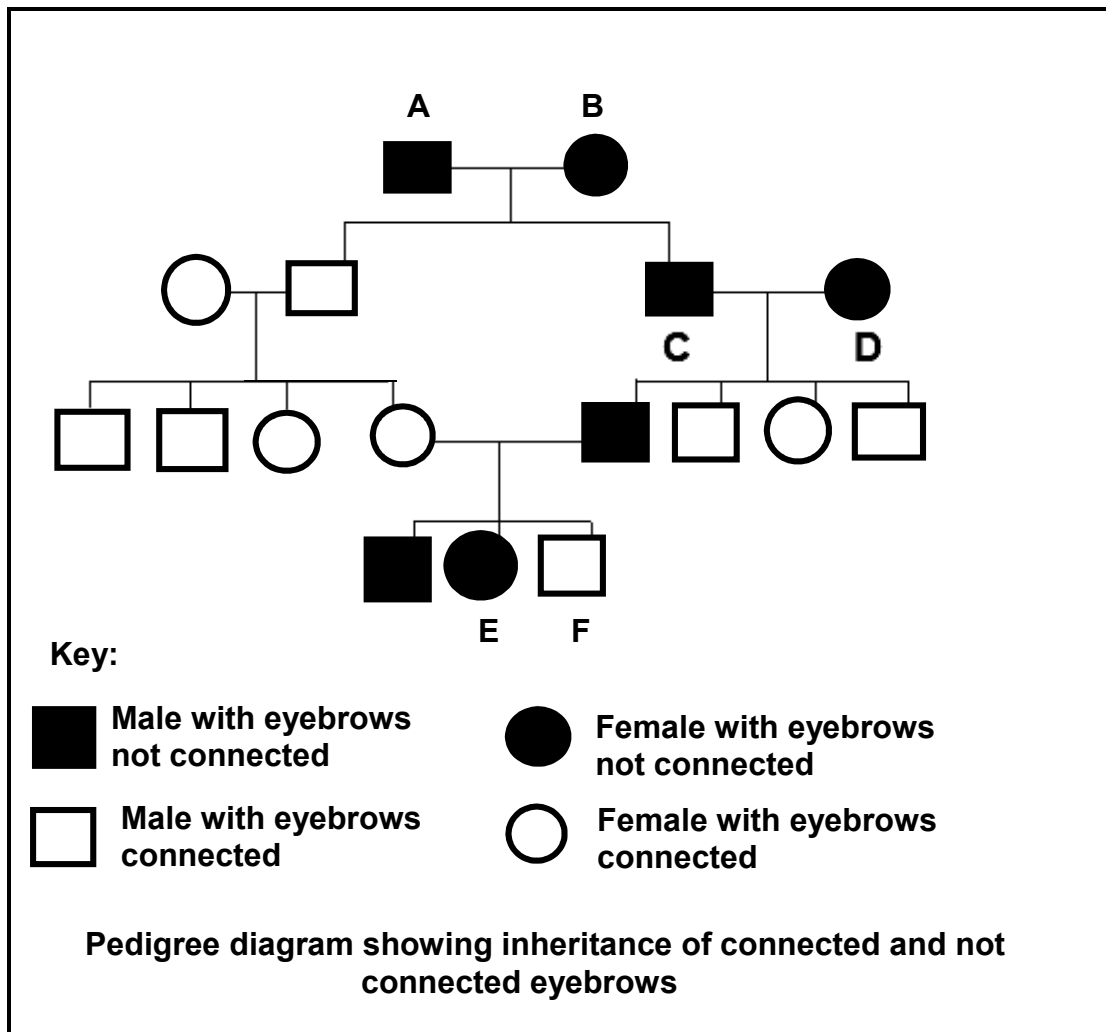 A B
C D
E F
Key:
Male with eyebrows
not connected
Female with eyebrows
not connected
Male with eyebrows
connected
Female with eyebrows
connected
Pedigree diagram showing inheritance of connected and not
connected eyebrows